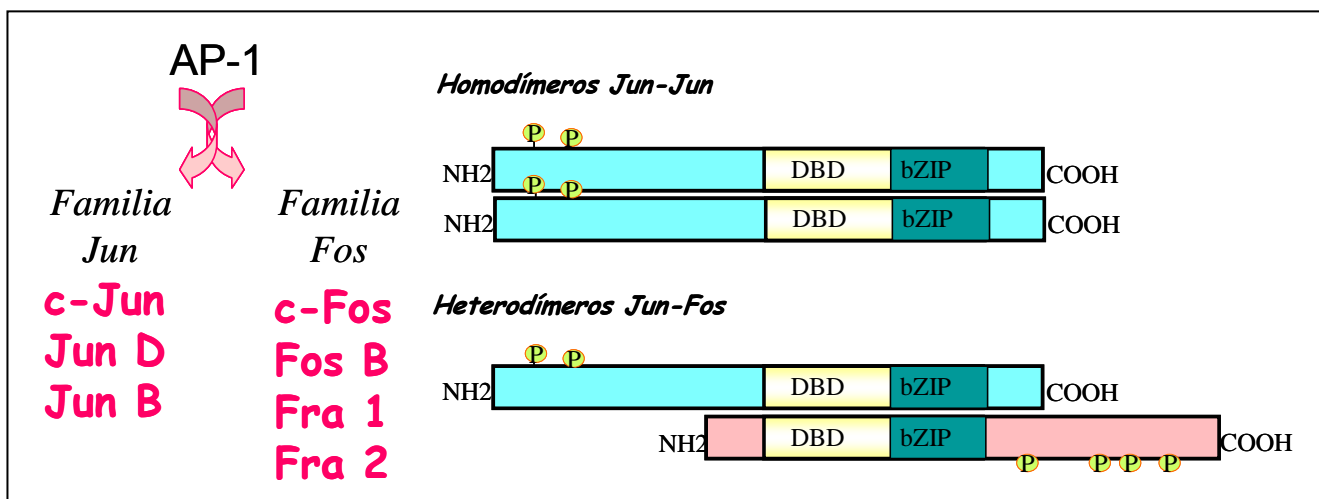 AP-1
Familia
Jun
c-Jun
Jun D
Jun B
Familia
Fos
c-Fos
Fos B
Fra 1
Fra 2
Homodímeros Jun-Jun
P P
NH2 DBD bZIP COOH
P P
NH2 DBD bZIP COOH
Heterodímeros Jun-Fos
P P
NH2 DBD bZIP COOH
NH2 DBD bZIP COOH
P P P P